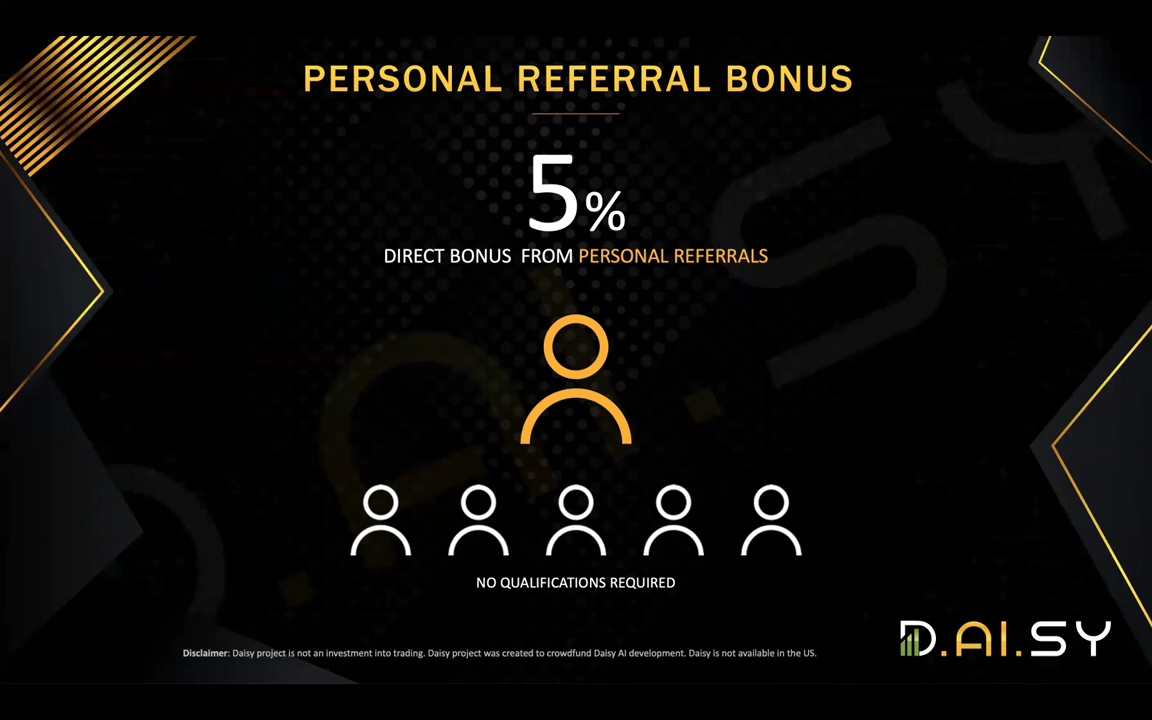 PERSONAL REFERRAL BONUS
5%
DIRECT BONUS FROM PERSONAL REFERRALS
NO QUALIFICATIONS REQUIRED
Disclaimer: Daisy project is not an investment into trading. Daisy project was created to crowdfund Daisy AI development. Daisy is not available in the US.
D.AI.SY